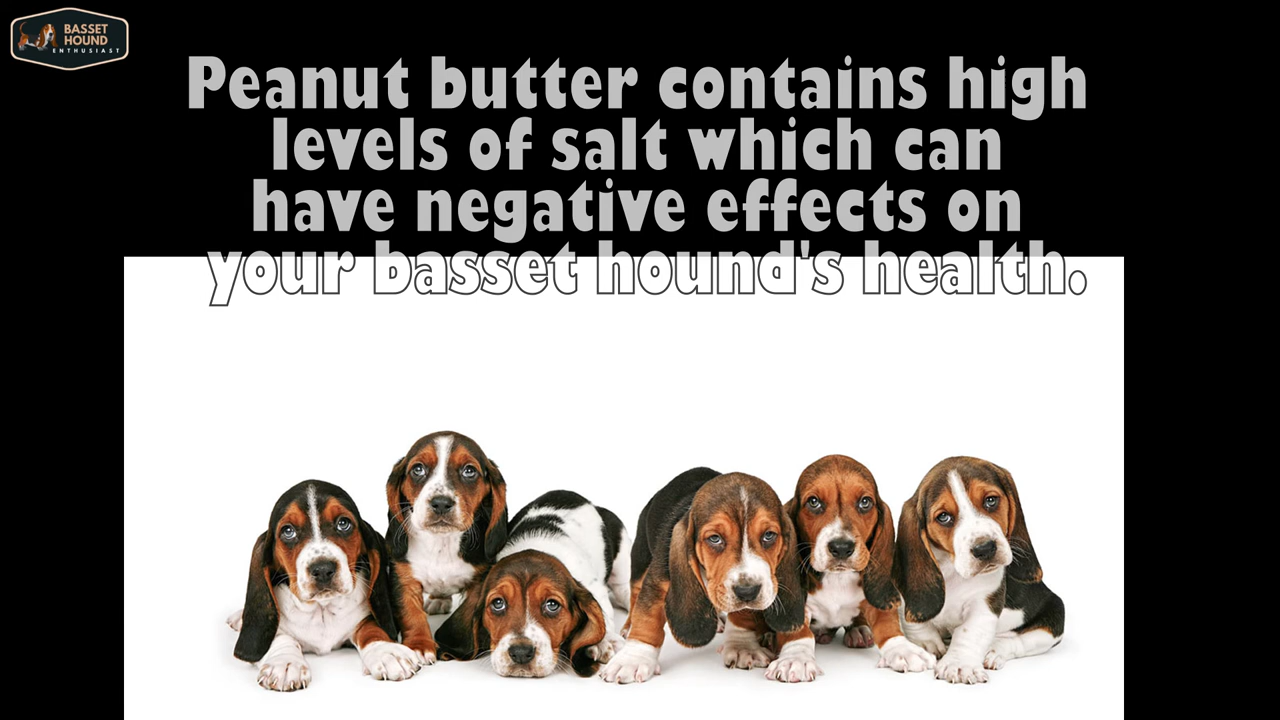 BASSET
HOUND
ENTHUSIAST
Peanut butter contains high
levels of salt which can
have negative effects on
your basset hound's health.